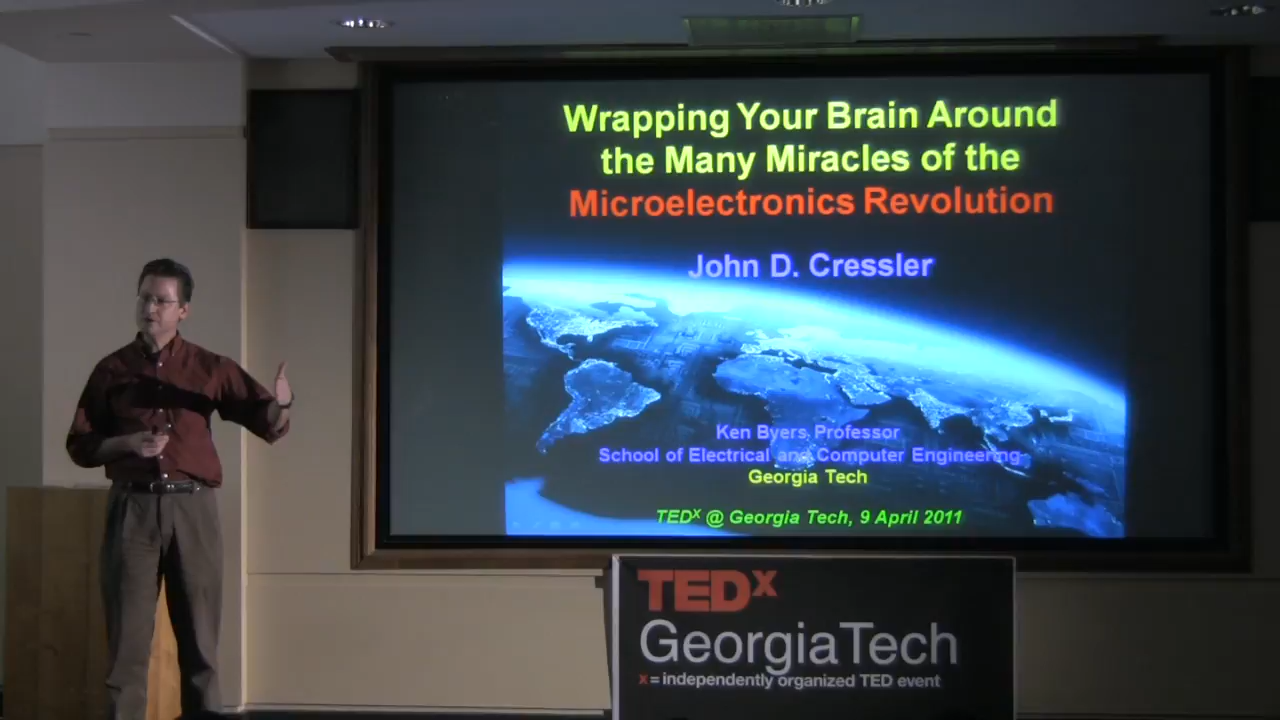 Wrapping Your Brain Around
the Many Miracles of the
Microelectronics Revolution
John D. Cressler
Ken Byers Professor
School of Electrical and Computer Engineering
Georgia Tech
TEDX @ Georgia Tech, 9 April 2011
TEDx
GeorgiaTech
x = independently organized TED event